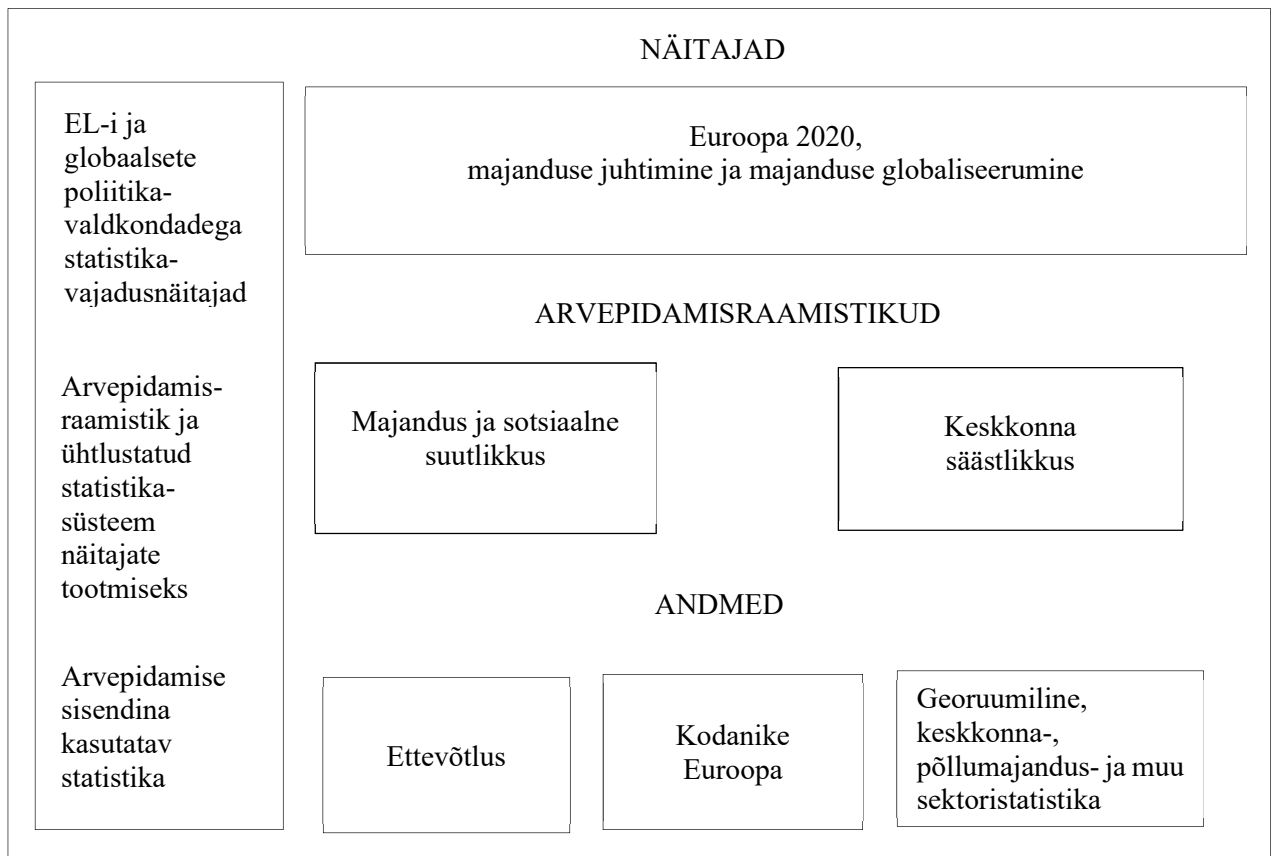 NÄITAJAD
EL-i ja
globaalsete
poliitika-
valdkondadega
statistika-
vajadusnäitajad
Euroopa 2020,
majanduse juhtimine ja majanduse globaliseerumine
ARVEPIDAMISRAAMISTIKUD
Arvepidamis-
raamistik ja
ühtlustatud
statistika-
süsteem
näitajate
tootmiseks
Majandus ja sotsiaalne
suutlikkus
Keskkonna
säästlikkus
ANDMED
Arvepidamise
sisendina
kasutatav
statistika
Ettevõtlus
Kodanike
Euroopa
Georuumiline,
keskkonna-,
põllumajandus- ja muu
sektoristatistika